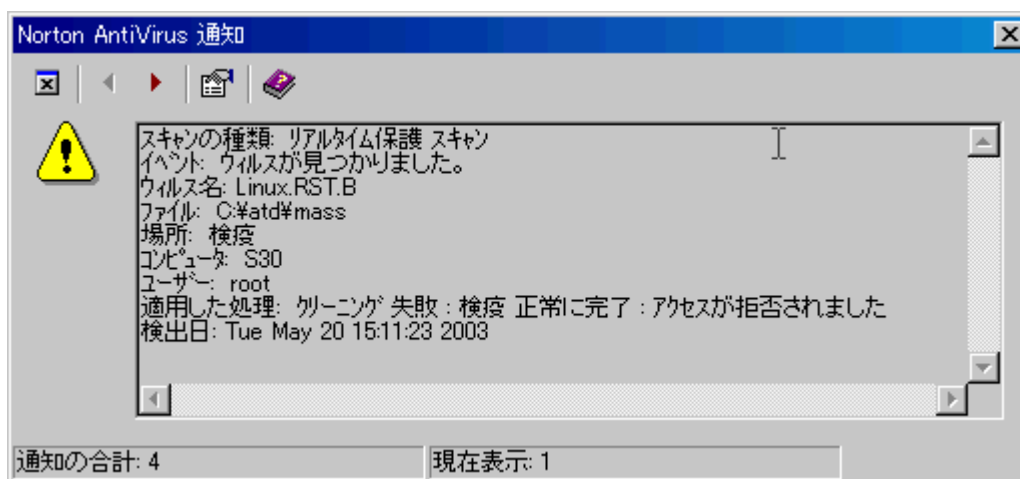 Norton AntiVirus 通知
スキャンの種類: リアルタイム保護 スキャン
イベント: ウィルスが見つかりました。
ウィルス名: Linux.RST.B
ファイル: C:¥atd¥mass
場所: 検疫
コンピュータ: S30
ユーザー: root
適用した処理: クリーニング 失敗 : 検疫 正常に完了 : アクセスが拒否されました
検出日: Tue May 20 15:11:23 2003
通知の合計: 4
現在表示: 1